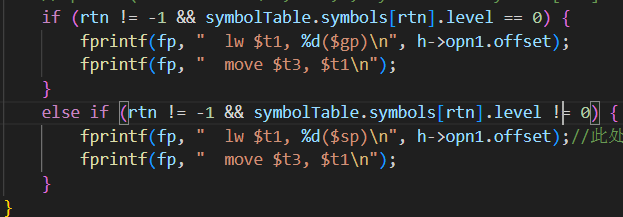 if (rtn != -1 && symbolTable.symbols[rtn].level == 0) {
fprintf(fp, "  lw $t1, %d($gp)\n", h->opn1.offset);
fprintf(fp, "  move $t3, $t1\n");
}
else if (rtn != -1 && symbolTable.symbols[rtn].level != 0) {
fprintf(fp, "  lw $t1, %d($sp)\n", h->opn1.offset);//此处
fprintf(fp, "  move $t3, $t1\n");
}
}